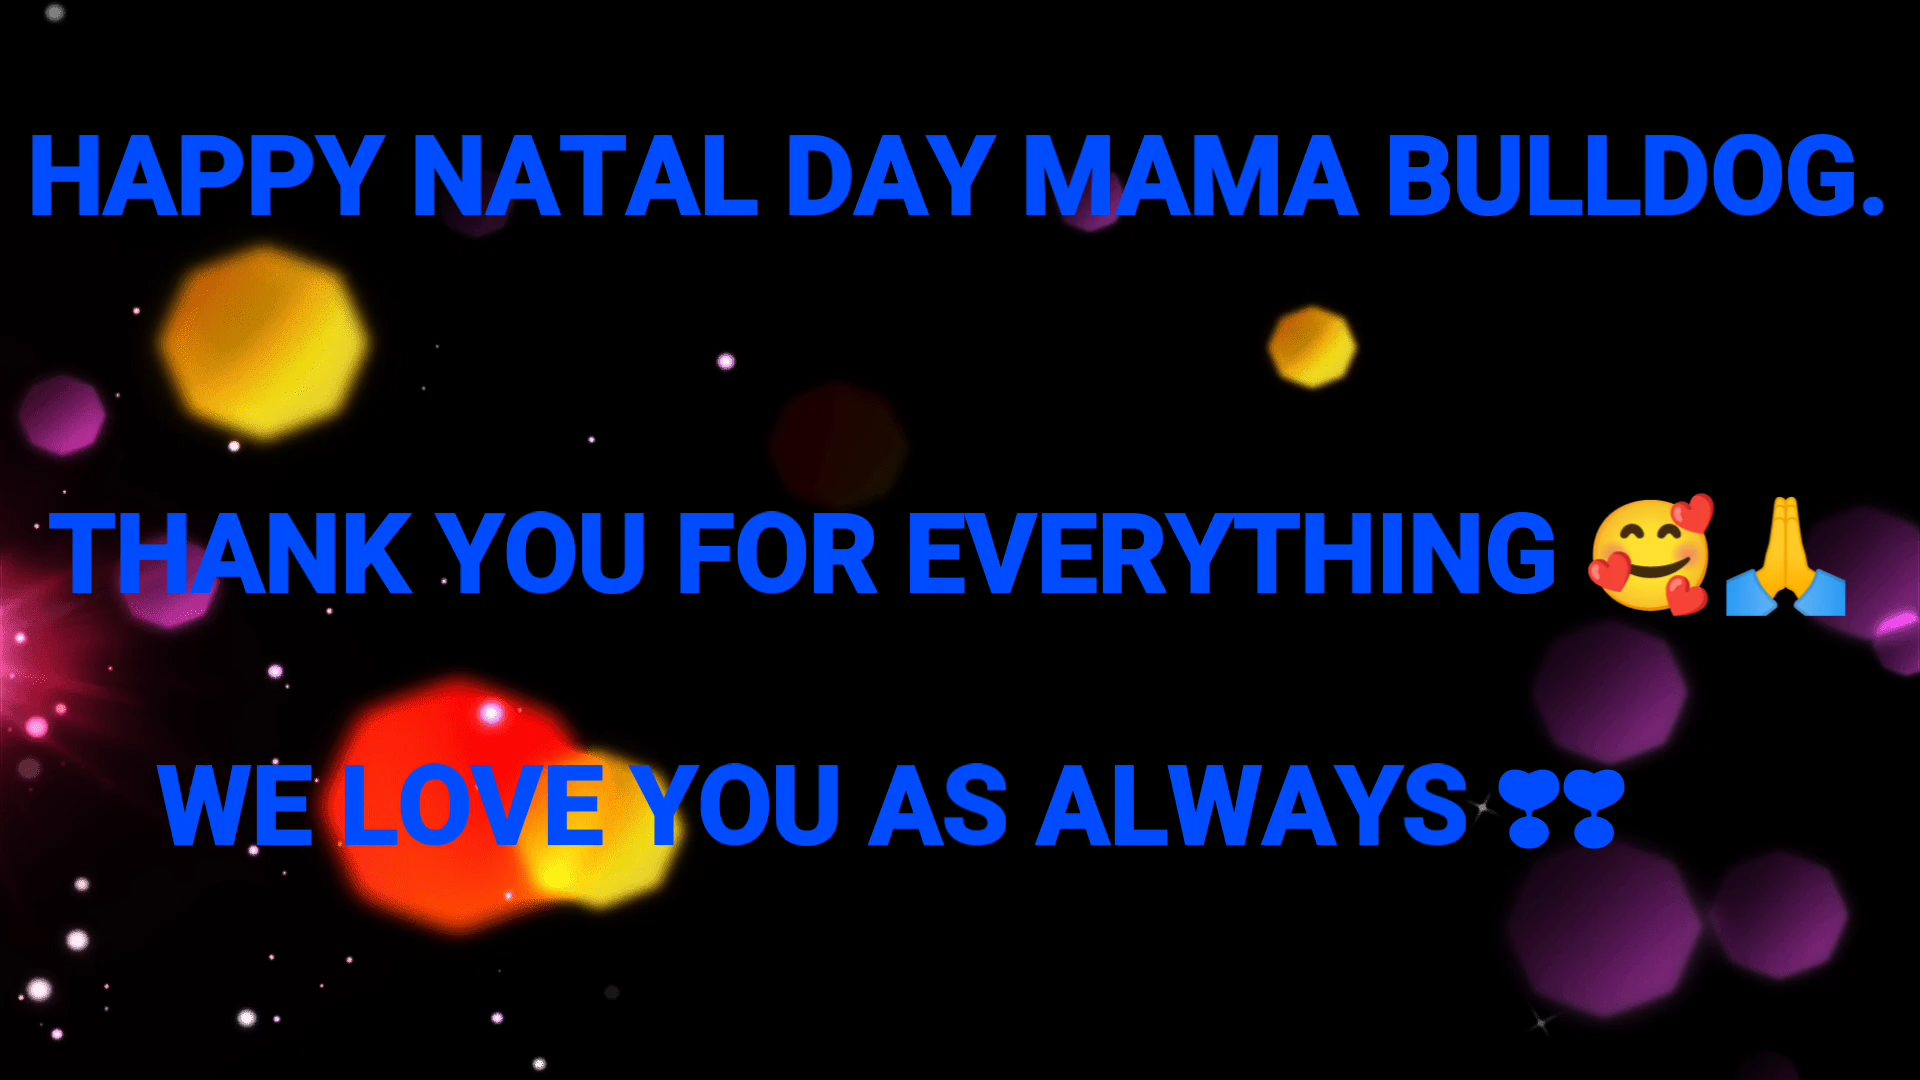 HAPPY NATAL DAY MAMA BULLDOG.
THANK YOU FOR EVERYTHING 🥰🙏
WE LOVE YOU AS ALWAYS❣❣